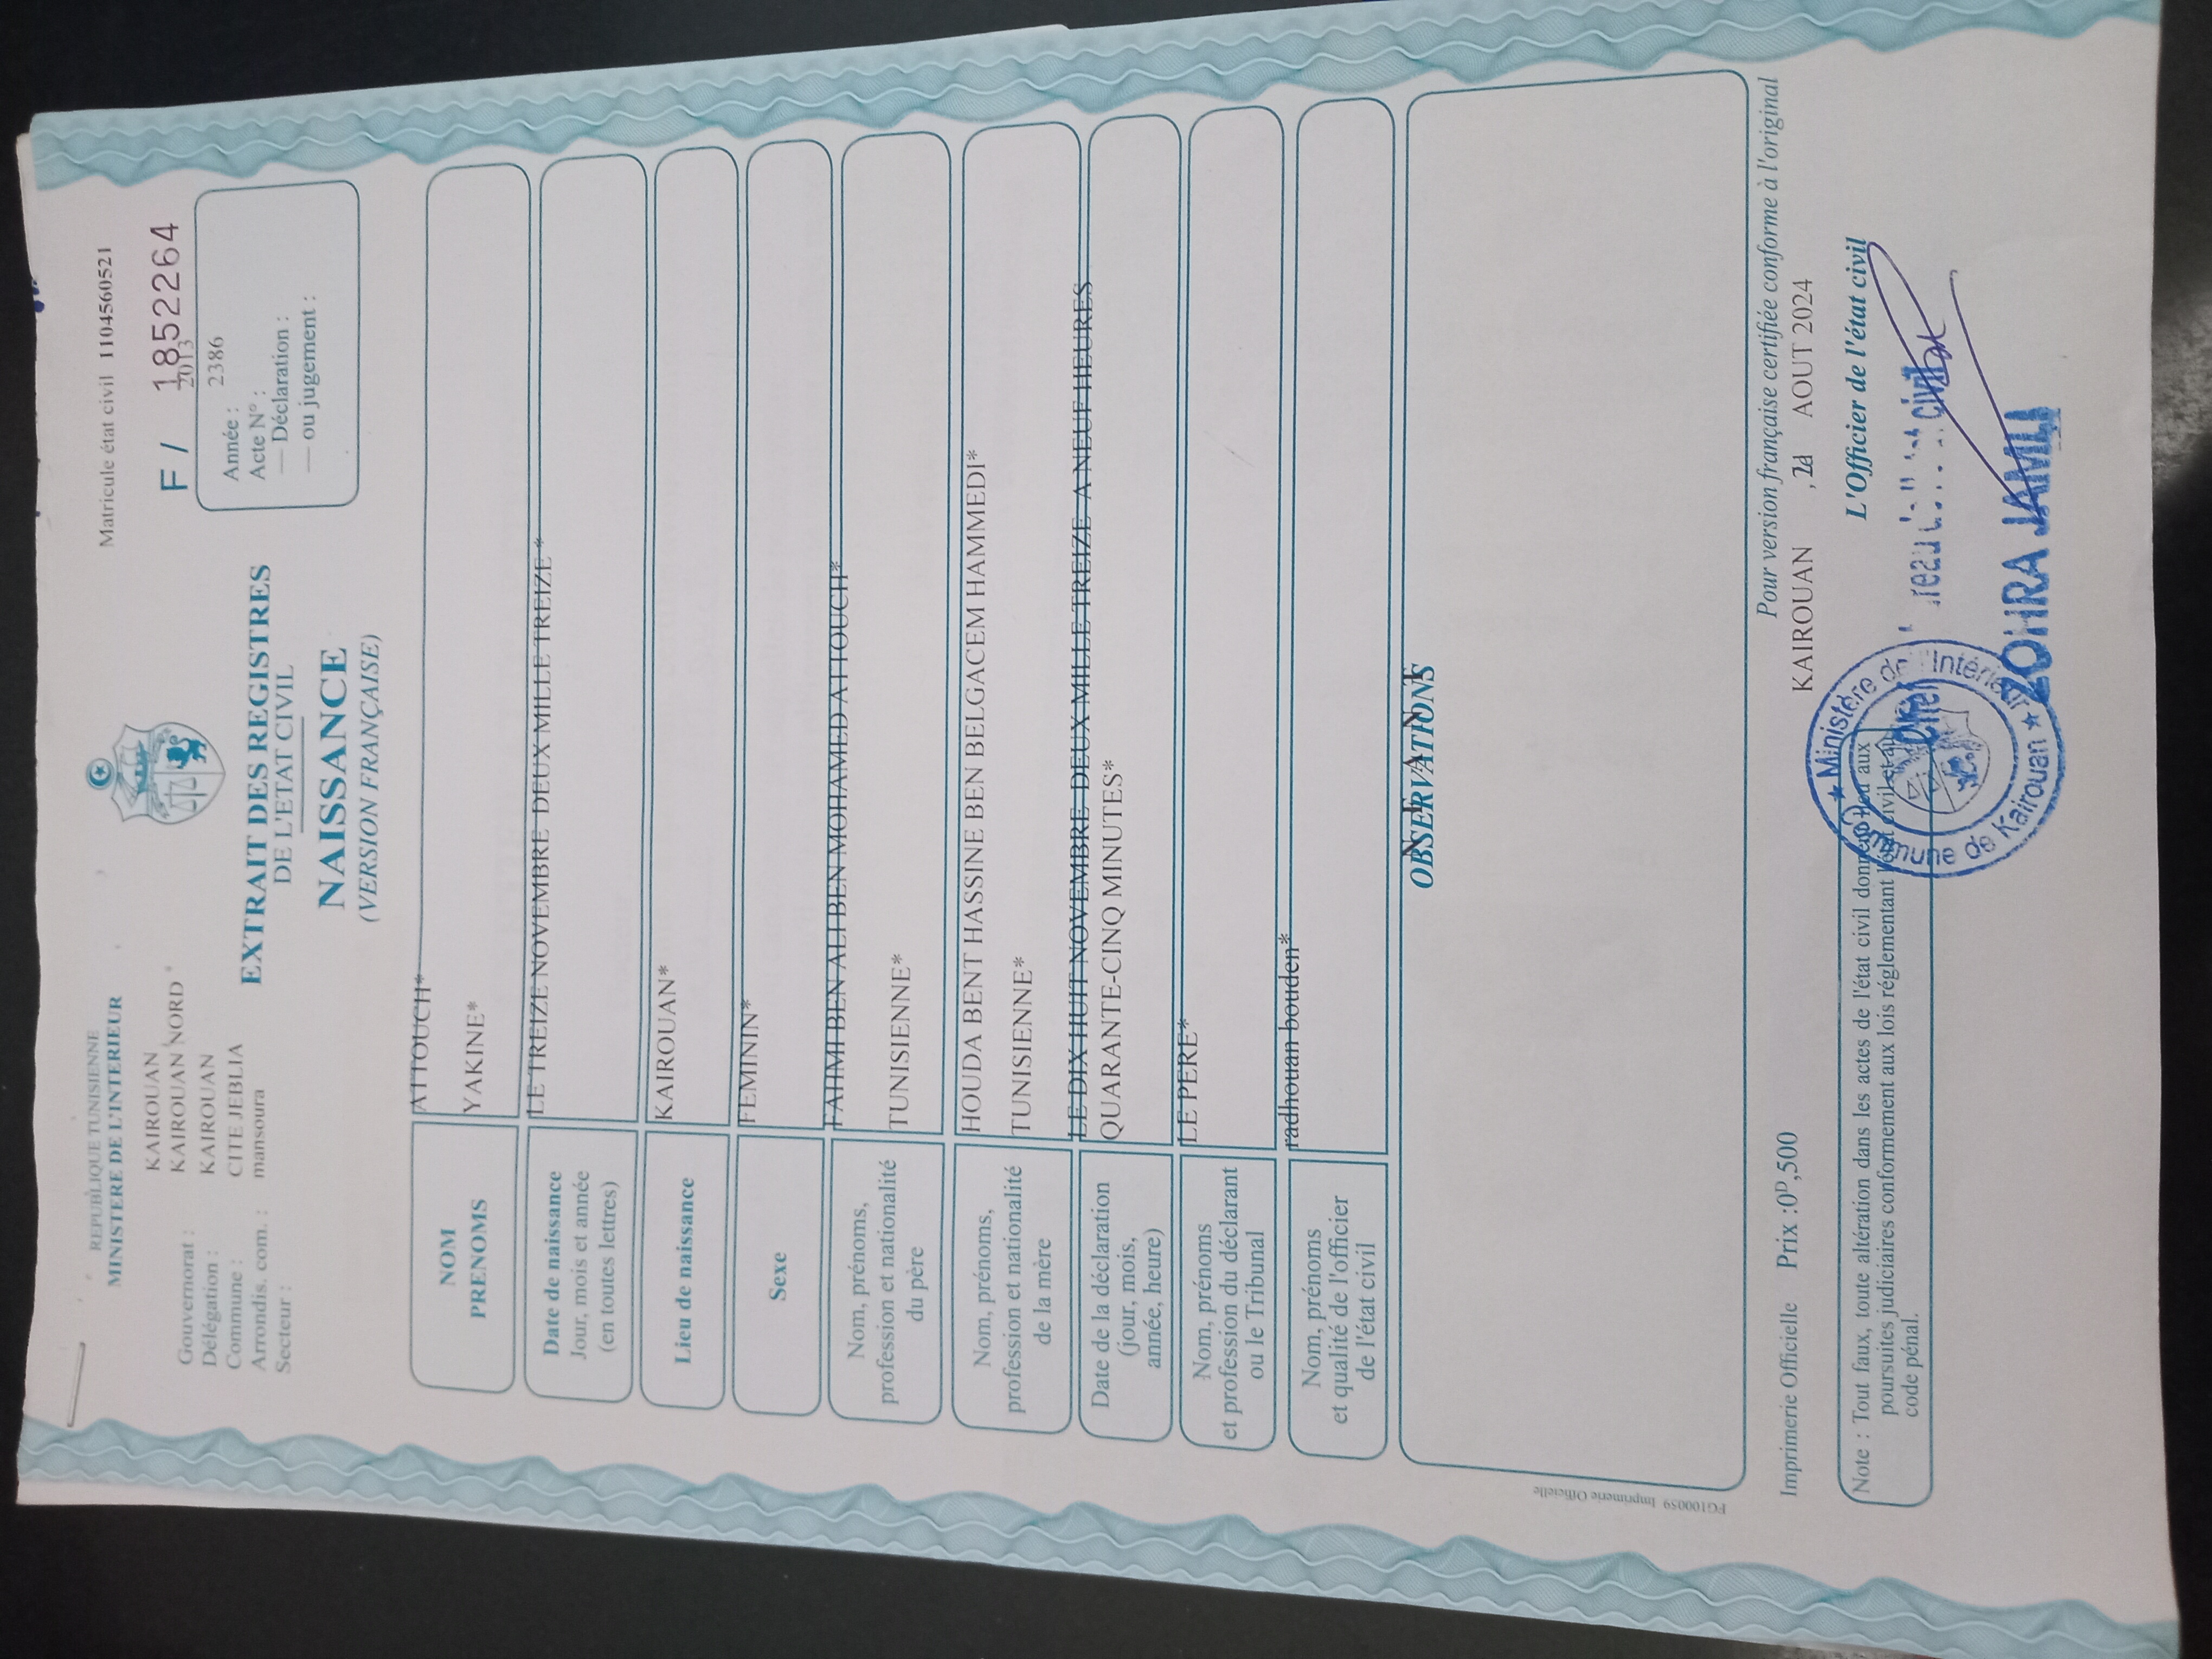 REPUBLIQUE TUNISIENNE
MINISTERE DE L'INTERIEUR
Gouvernorat : KAIROUAN
Délégation : KAIROUAN NORD *
Commune : KAIROUAN
Arrondis. com. : CITE JEBLIA
Secteur : mansoura
Matricule état civil 1104560521
F / 1852264
2013
Année : 2386
Acte N° :
— Déclaration :
— ou jugement :
EXTRAIT DES REGISTRES
DE L'ETAT CIVIL
NAISSANCE
(VERSION FRANÇAISE)
NOM
PRENOMS
ATTOUCH*
YAKINE*
Date de naissance
Jour, mois et année
(en toutes lettres)
LE TREIZE NOVEMBRE DEUX MILLE TREIZE *
Lieu de naissance
KAIROUAN*
Sexe
FEMININ*
Nom, prénoms,
profession et nationalité
du père
FAHMI BEN ALI BEN MOHAMED ATTOUCH*
TUNISIENNE*
Nom, prénoms,
profession et nationalité
de la mère
HOUDA BENT HASSINE BEN BELGACEM HAMMEDI*
TUNISIENNE*
Date de la déclaration
(jour, mois,
année, heure)
LE DIX HUIT NOVEMBRE DEUX MILLE TREIZE A NEUF HEURES
QUARANTE-CINQ MINUTES*
Nom, prénoms
et profession du déclarant
ou le Tribunal
LE PERE*
Nom, prénoms
et qualité de l'officier
de l'état civil
radhouan bouden*
OBSERVATIONS
NEANT
FG100059 Imprimerie Officielle
Pour version française certifiée conforme à l'original
KAIROUAN , AOUT 2024
L'Officier de l'état civil
Imprimerie Officielle Prix :0ᴰ,500
Note : Tout faux, toute altération dans les actes de l'état civil donnent lieu aux
poursuites judiciaires conformement aux lois réglementant l'état civil et au
code pénal.
Ministère de l'Intérieur
Commune de Kairouan
Chef
civil
ZOHRA JAMLI